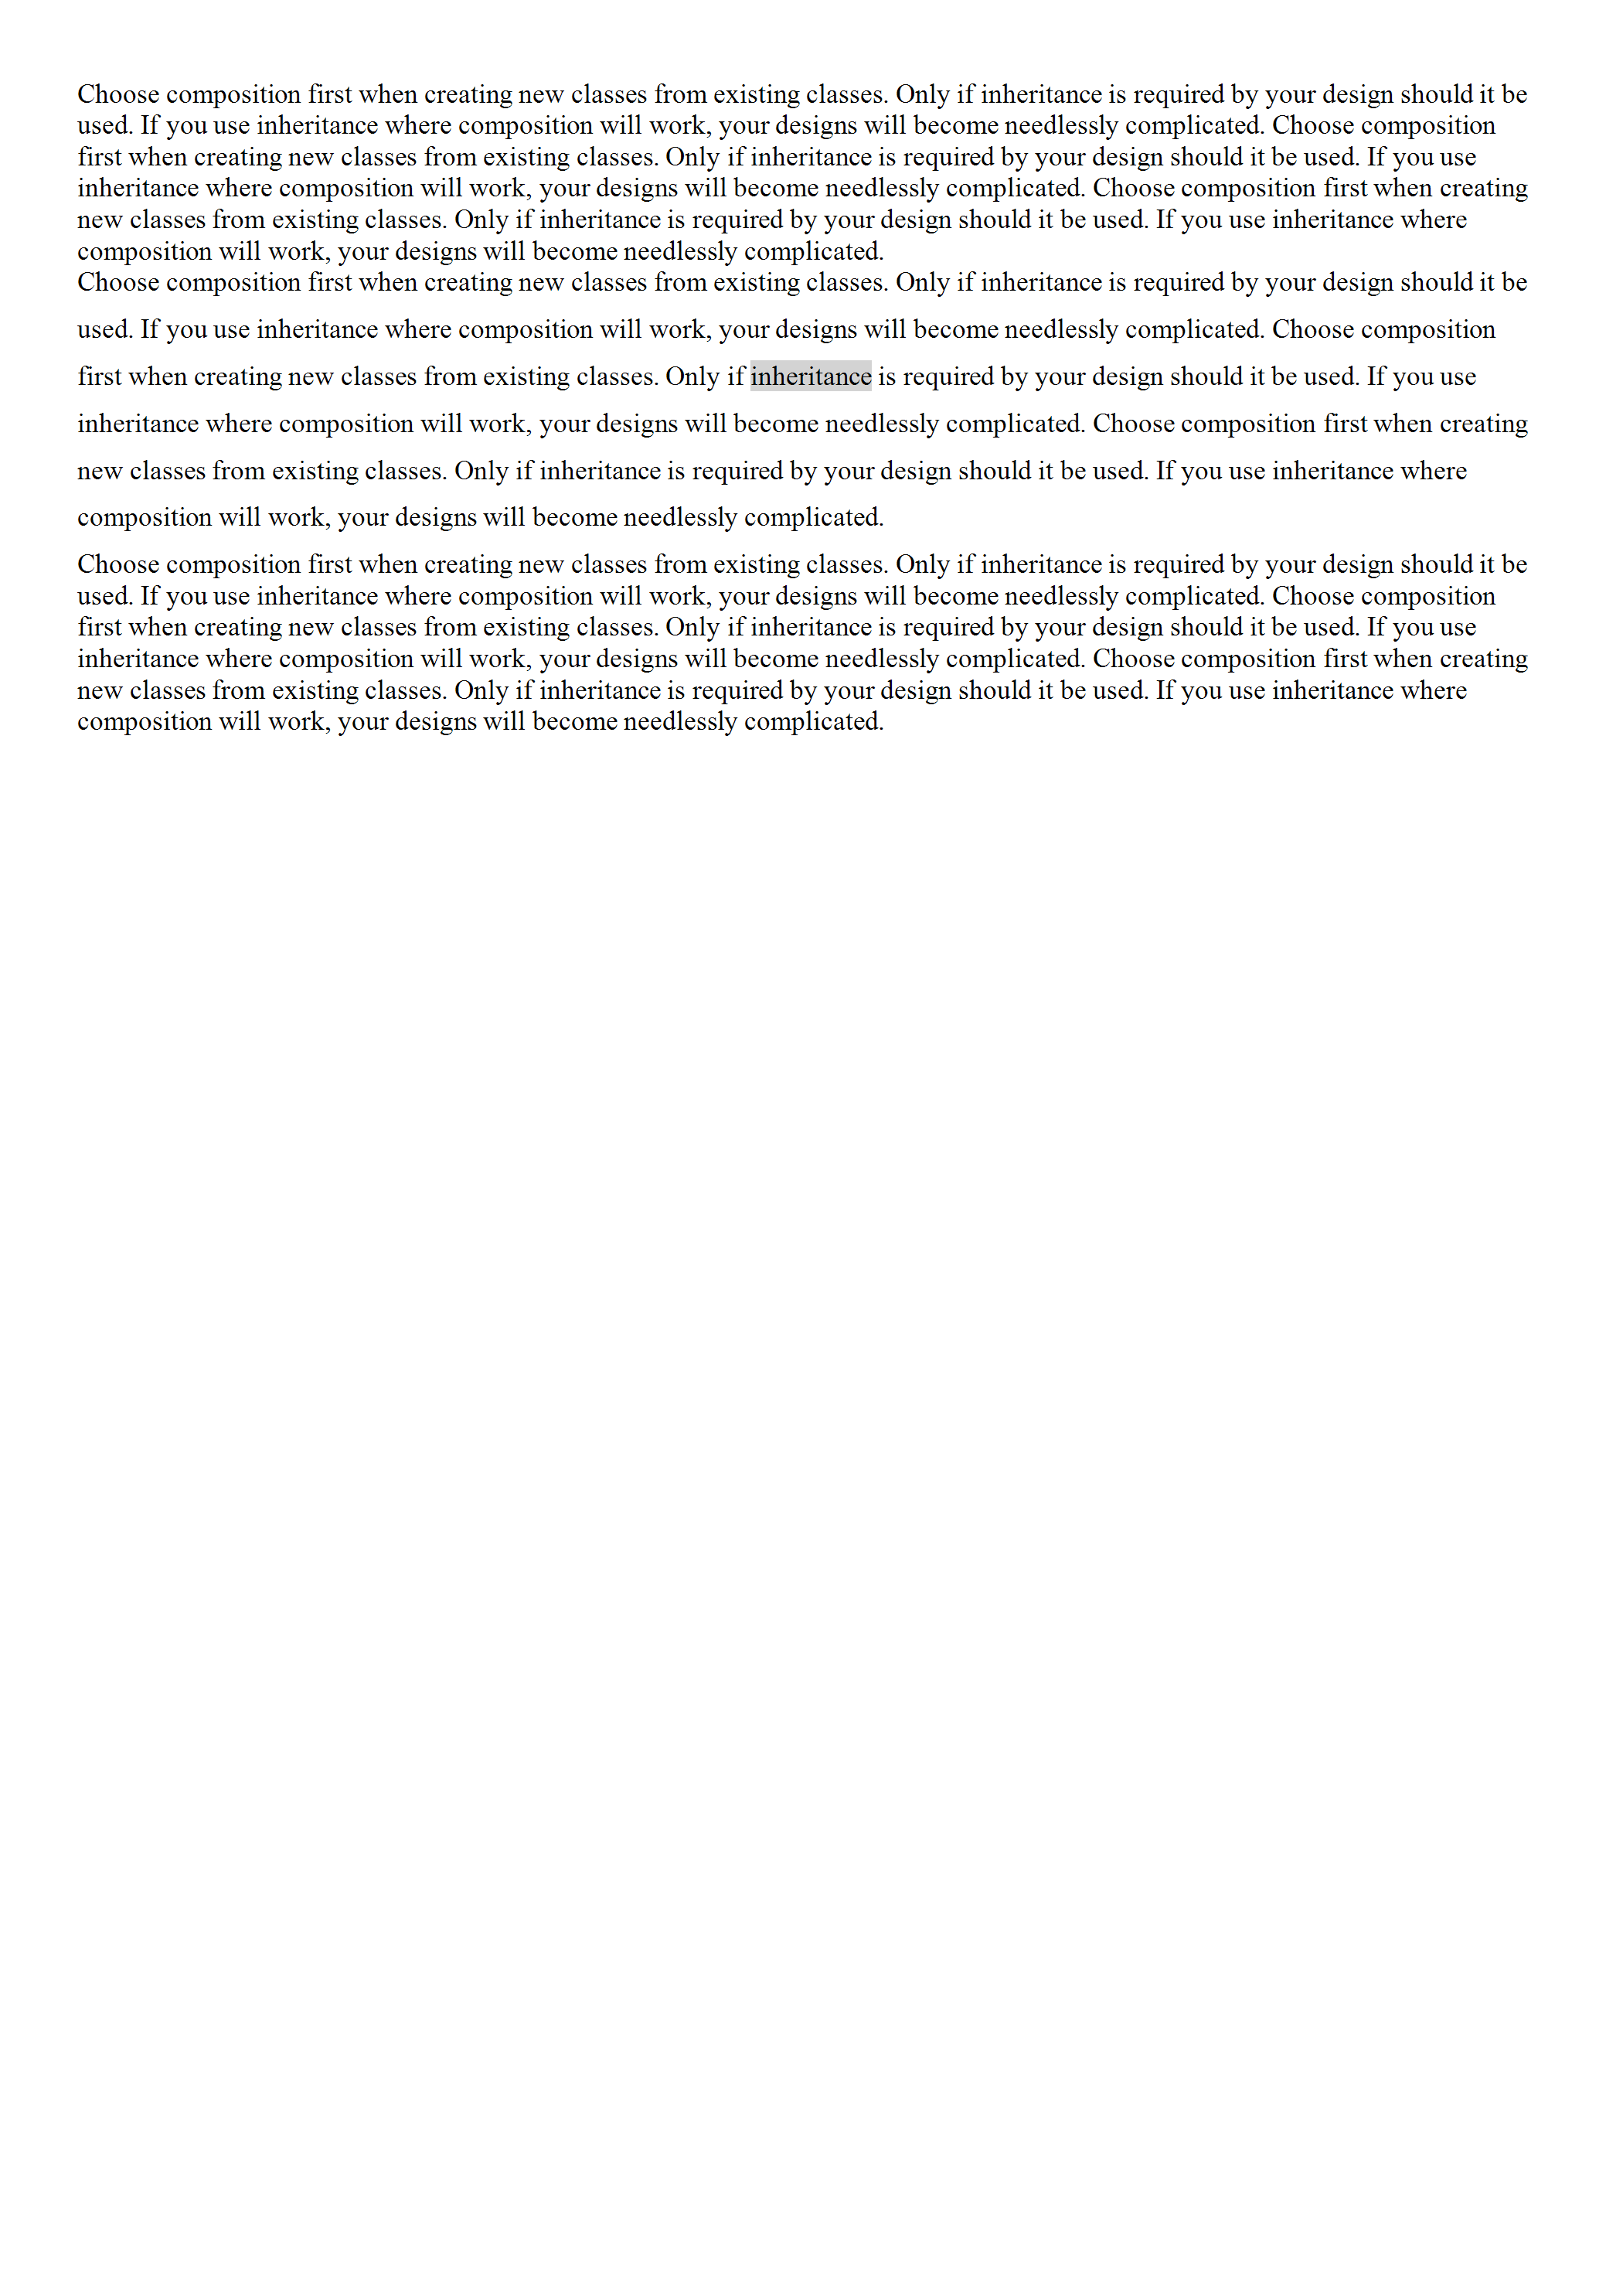 Choose composition first when creating new classes from existing classes. Only if inheritance is required by your design should it be
used. If you use inheritance where composition will work, your designs will become needlessly complicated. Choose composition
first when creating new classes from existing classes. Only if inheritance is required by your design should it be used. If you use
inheritance where composition will work, your designs will become needlessly complicated. Choose composition first when creating
new classes from existing classes. Only if inheritance is required by your design should it be used. If you use inheritance where
composition will work, your designs will become needlessly complicated.
Choose composition first when creating new classes from existing classes. Only if inheritance is required by your design should it be
used. If you use inheritance where composition will work, your designs will become needlessly complicated. Choose composition
first when creating new classes from existing classes. Only if inheritance is required by your design should it be used. If you use
inheritance where composition will work, your designs will become needlessly complicated. Choose composition first when creating
new classes from existing classes. Only if inheritance is required by your design should it be used. If you use inheritance where
composition will work, your designs will become needlessly complicated.
Choose composition first when creating new classes from existing classes. Only if inheritance is required by your design should it be
used. If you use inheritance where composition will work, your designs will become needlessly complicated. Choose composition
first when creating new classes from existing classes. Only if inheritance is required by your design should it be used. If you use
inheritance where composition will work, your designs will become needlessly complicated. Choose composition first when creating
new classes from existing classes. Only if inheritance is required by your design should it be used. If you use inheritance where
composition will work, your designs will become needlessly complicated.